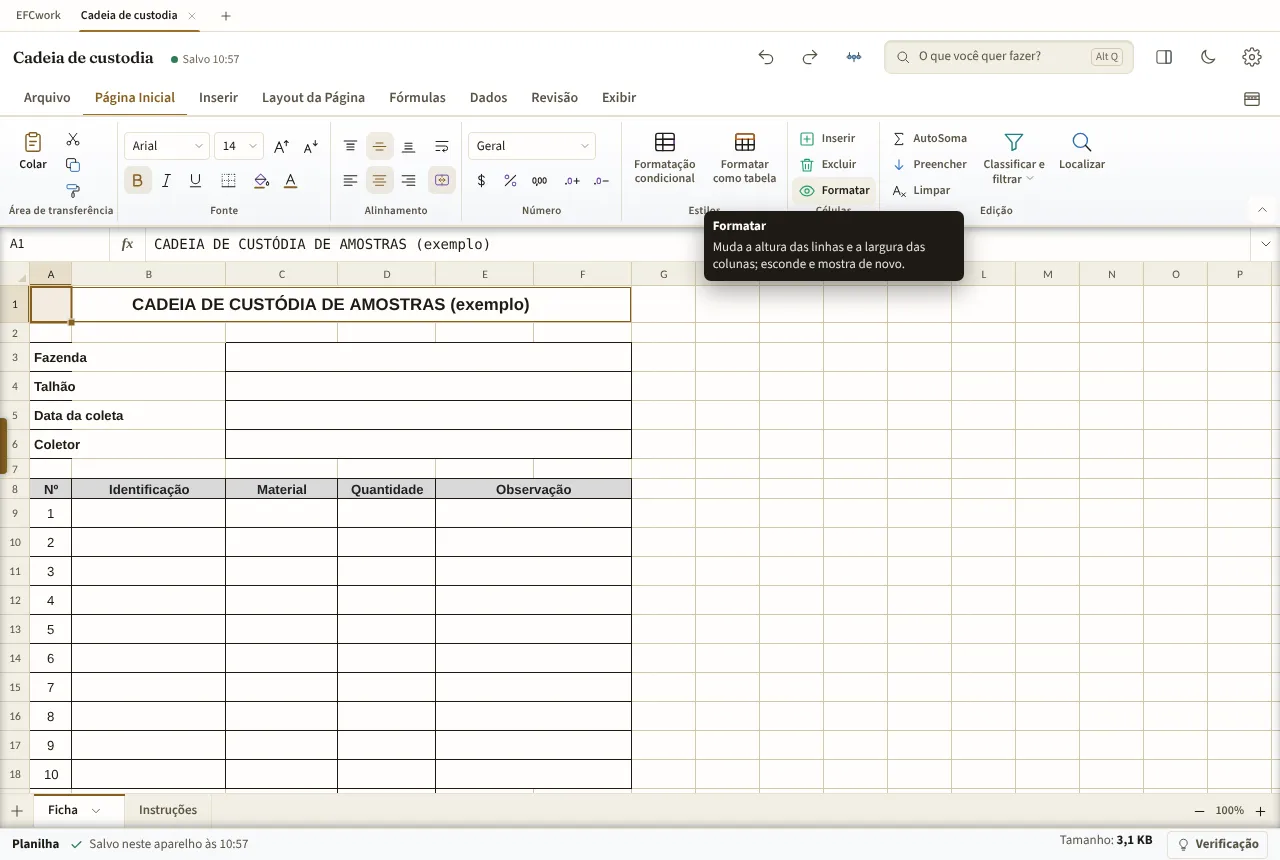 EFCwork
Cadeia de custodia
Cadeia de custodia
Salvo 10:57
O que você quer fazer?
Alt Q
Arquivo
Página Inicial
Inserir
Layout da Página
Fórmulas
Dados
Revisão
Exibir
Colar
Área de transferência
Arial
14
Fonte
Alinhamento
Geral
Número
Formatação condicional
Formatar como tabela
Inserir
Excluir
Formatar
AutoSoma
Preencher
Limpar
Classificar e filtrar
Localizar
Edição
Formatar
Muda a altura das linhas e a largura das
colunas; esconde e mostra de novo.
A1
fx
CADEIA DE CUSTÓDIA DE AMOSTRAS (exemplo)
A B C D E F G L M N O P
1 CADEIA DE CUSTÓDIA DE AMOSTRAS (exemplo)
2
3 Fazenda
4 Talhão
5 Data da coleta
6 Coletor
7
8 Nº Identificação Material Quantidade Observação
9 1
10 2
11 3
12 4
13 5
14 6
15 7
16 8
17 9
18 10
Ficha
Instruções
100%
Planilha
Salvo neste aparelho às 10:57
Tamanho: 3,1 KB
Verificação